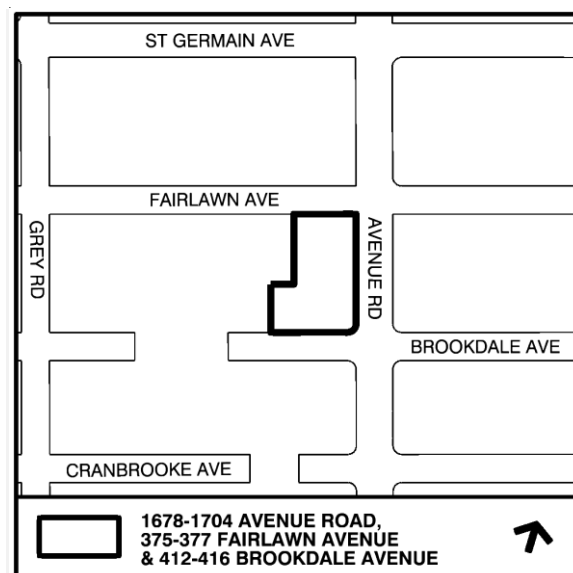 ST GERMAIN AVE
FAIRLAWN AVE
GREY RD
AVENUE RD
BROOKDALE AVE
CRANBROOKE AVE
1678-1704 AVENUE ROAD,
375-377 FAIRLAWN AVENUE
& 412-416 BROOKDALE AVENUE